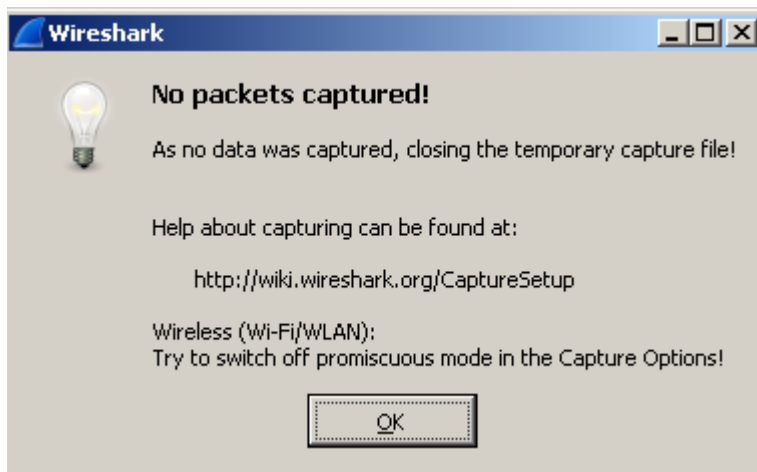 Wireshark
No packets captured!
As no data was captured, closing the temporary capture file!
Help about capturing can be found at:
http://wiki.wireshark.org/CaptureSetup
Wireless (Wi-Fi/WLAN):
Try to switch off promiscuous mode in the Capture Options!
OK